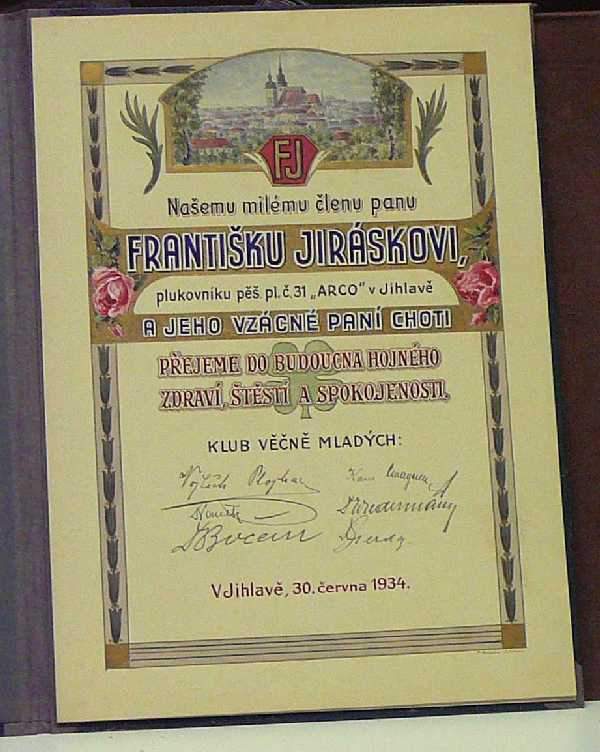 FJ
Našemu milému členu panu
FRANTIŠKU JIRÁSKOVI,
plukovníku pěš. pl. č. 31 „ARCO" v Jihlavě
A JEHO VZÁCNÉ PANÍ CHOTI
PŘEJEME DO BUDOUCNA HOJNÉHO
ZDRAVÍ, ŠTĚSTÍ A SPOKOJENOSTI.
KLUB VĚČNĚ MLADÝCH:
V Jihlavě, 30. června 1934.